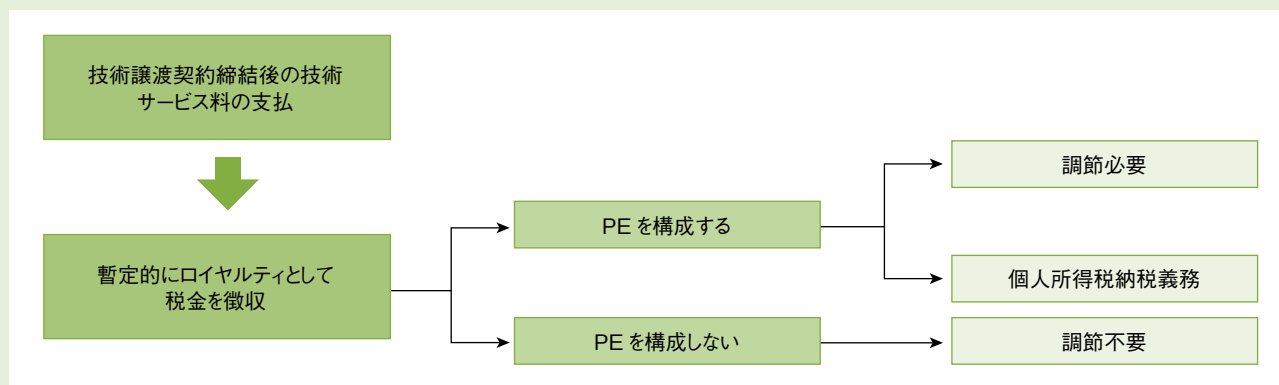 技術譲渡契約締結後の技術
サービス料の支払
調節必要
PE を構成する
暫定的にロイヤルティとして
税金を徴収
個人所得税納税義務
PE を構成しない
調節不要